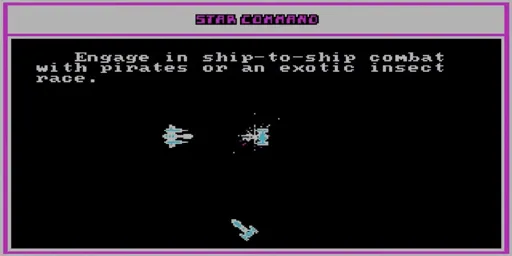 STAR COMMAND
Engage in ship-to-ship combat
with pirates or an exotic insect
race.